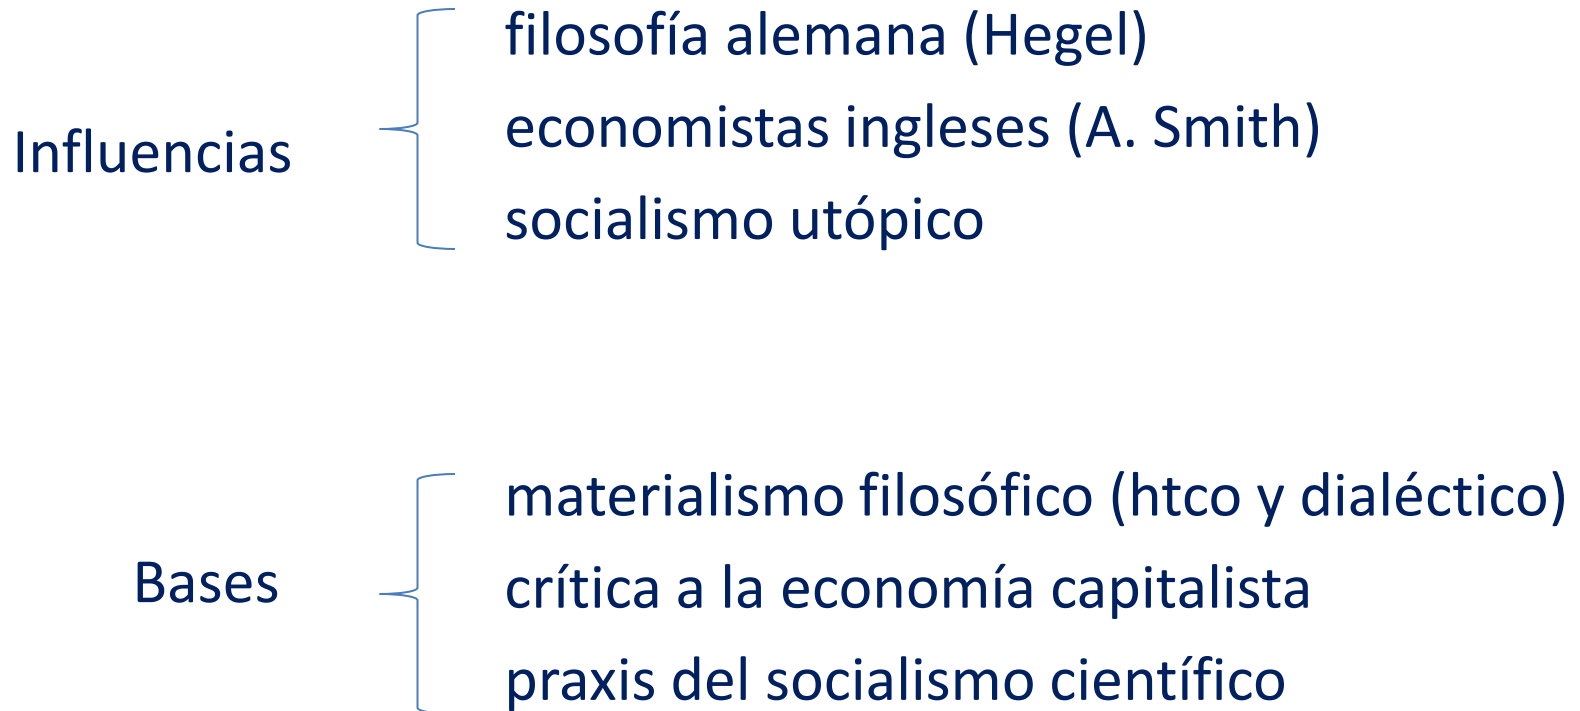 Influencias
filosofía alemana (Hegel)
economistas ingleses (A. Smith)
socialismo utópico
Bases
materialismo filosófico (htco y dialéctico)
crítica a la economía capitalista
praxis del socialismo científico